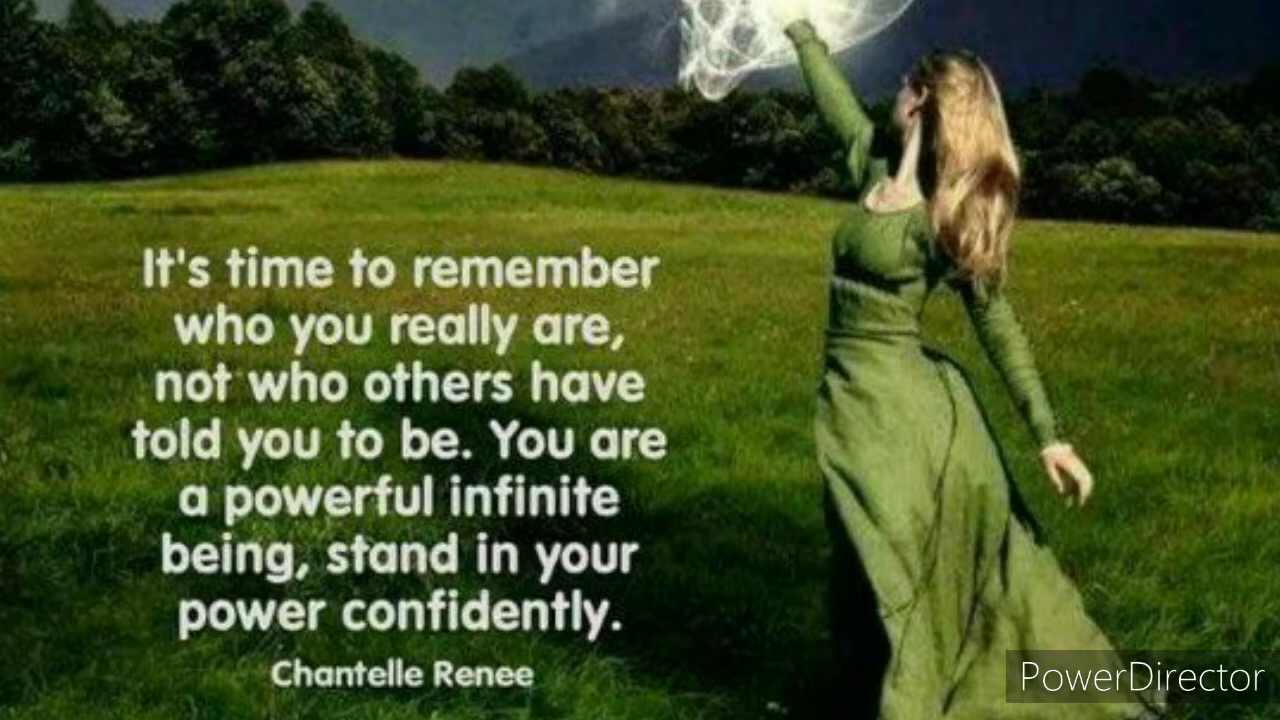 It's time to remember
who you really are,
not who others have
told you to be. You are
a powerful infinite
being, stand in your
power confidently.
Chantelle Renee
PowerDirector